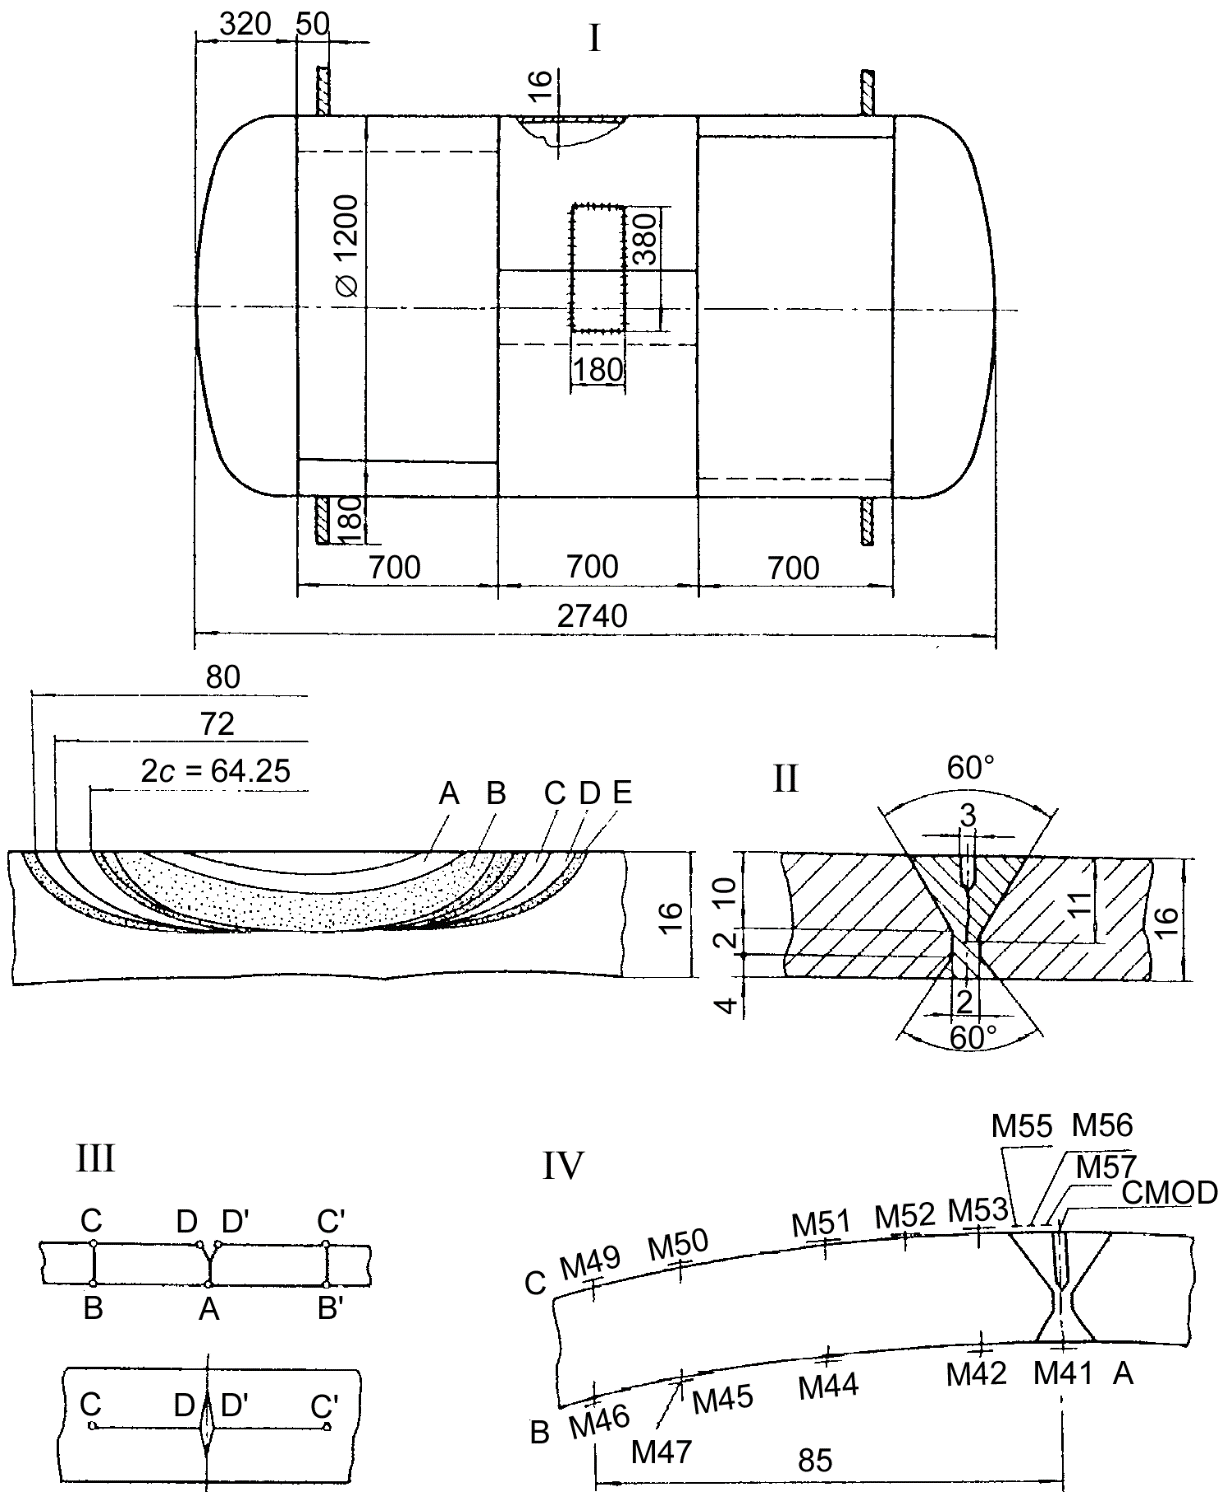 320 50
I
16
Ø 1200
380
180
180
700 700 700
2740
80
72
2c = 64.25
A B C D E
16
II
60°
3
10
2
4
11
16
2
60°
III
C D D' C'
B A B'
C D D' C'
IV
M55 M56
M57
CMOD
C M49 M50 M51 M52 M53
B M46 M45 M44 M42 M41 A
M47
85